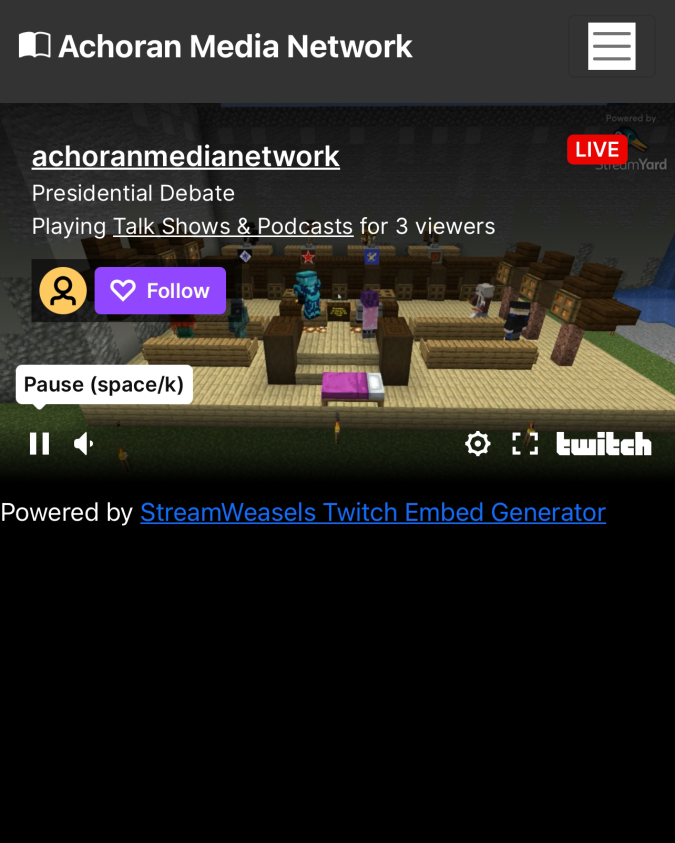 Achoran Media Network
Powered by
StreamYard
LIVE
achoranmedianetwork
Presidential Debate
Playing Talk Shows & Podcasts for 3 viewers
Follow
Pause (space/k)
twitch
Powered by StreamWeasels Twitch Embed Generator